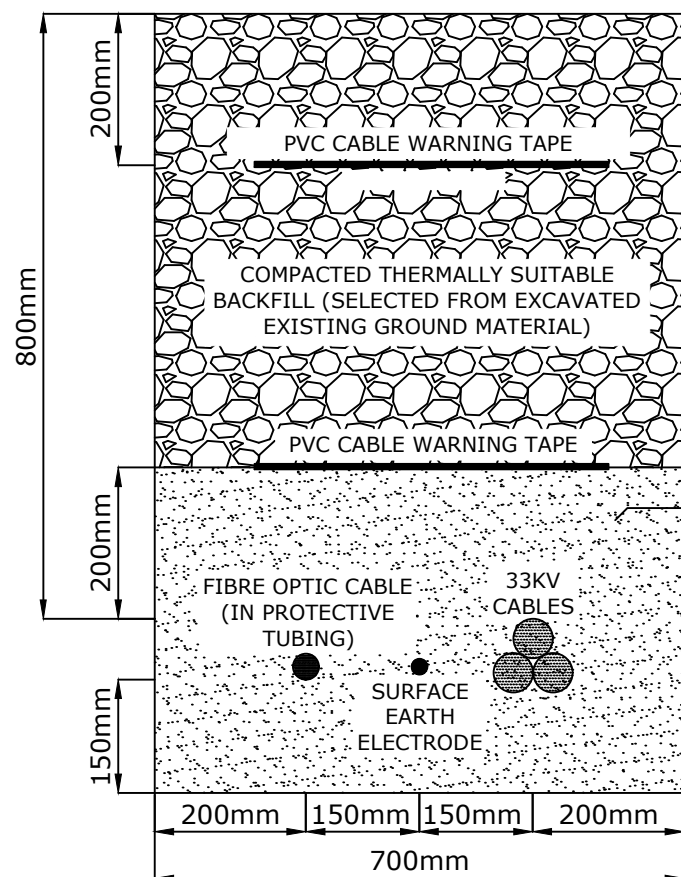 200mm
PVC CABLE WARNING TAPE
800mm
COMPACTED THERMALLY SUITABLE
BACKFILL (SELECTED FROM EXCAVATED
EXISTING GROUND MATERIAL)
PVC CABLE WARNING TAPE
200mm
FIBRE OPTIC CABLE
(IN PROTECTIVE
TUBING)
33KV
CABLES
SURFACE
EARTH
ELECTRODE
150mm
200mm
150mm
150mm
200mm
700mm